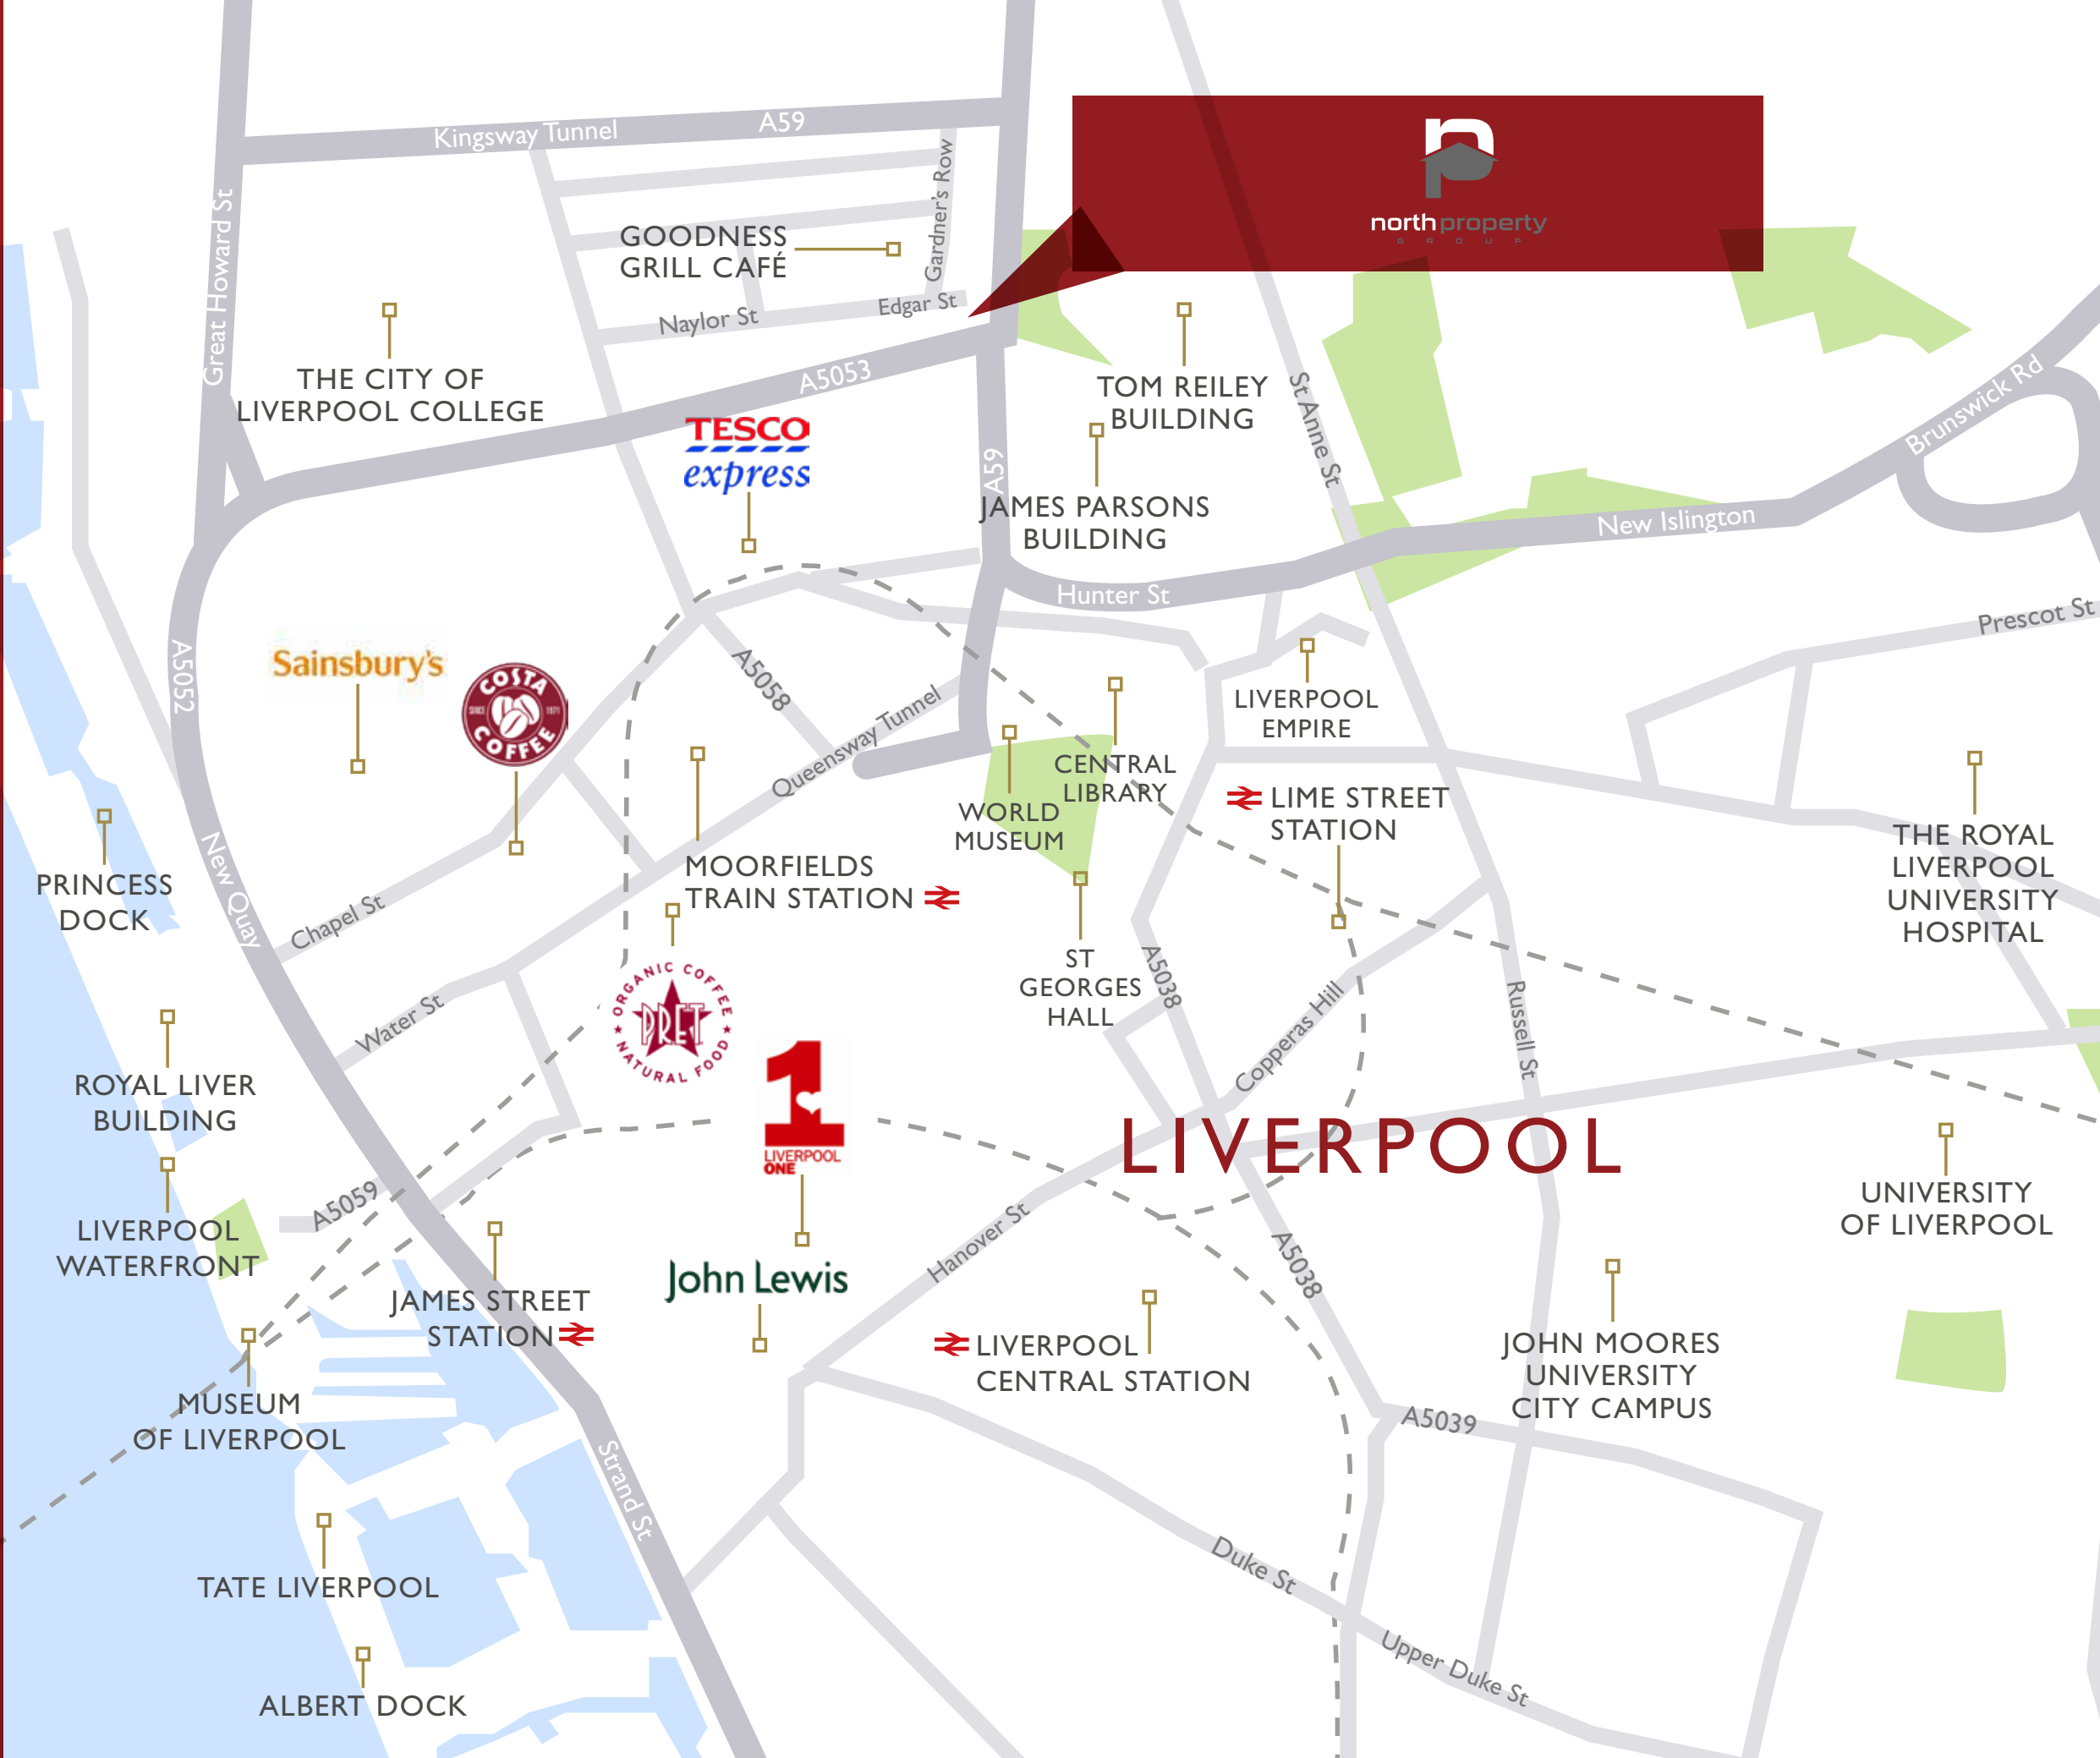 Kingsway Tunnel
A59
northproperty
GROUP
Great Howard St
Gardner's Row
GOODNESS
GRILL CAFÉ
Edgar St
Naylor St
THE CITY OF
LIVERPOOL COLLEGE
A5053
TOM REILEY
BUILDING
St Anne St
Brunswick Rd
TESCO
express
A59
JAMES PARSONS
BUILDING
New Islington
Hunter St
Prescot St
A5052
Sainsbury's
COSTA
SINCE 1971
COFFEE
A5058
Queensway Tunnel
LIVERPOOL
EMPIRE
CENTRAL
LIBRARY
WORLD
MUSEUM
LIME STREET
STATION
THE ROYAL
LIVERPOOL
UNIVERSITY
HOSPITAL
PRINCESS
DOCK
New Quay
Chapel St
MOORFIELDS
TRAIN STATION
ST
GEORGES
HALL
A5038
Copperas Hill
Russell St
Water St
ORGANIC COFFEE
PRET
NATURAL FOOD
ROYAL LIVER
BUILDING
1
LIVERPOOL
ONE
LIVERPOOL
UNIVERSITY
OF LIVERPOOL
LIVERPOOL
WATERFRONT
A5059
Hanover St
A5038
JAMES STREET
STATION
John Lewis
LIVERPOOL
CENTRAL STATION
JOHN MOORES
UNIVERSITY
CITY CAMPUS
A5039
MUSEUM
OF LIVERPOOL
Strand St
TATE LIVERPOOL
Duke St
Upper Duke St
ALBERT DOCK